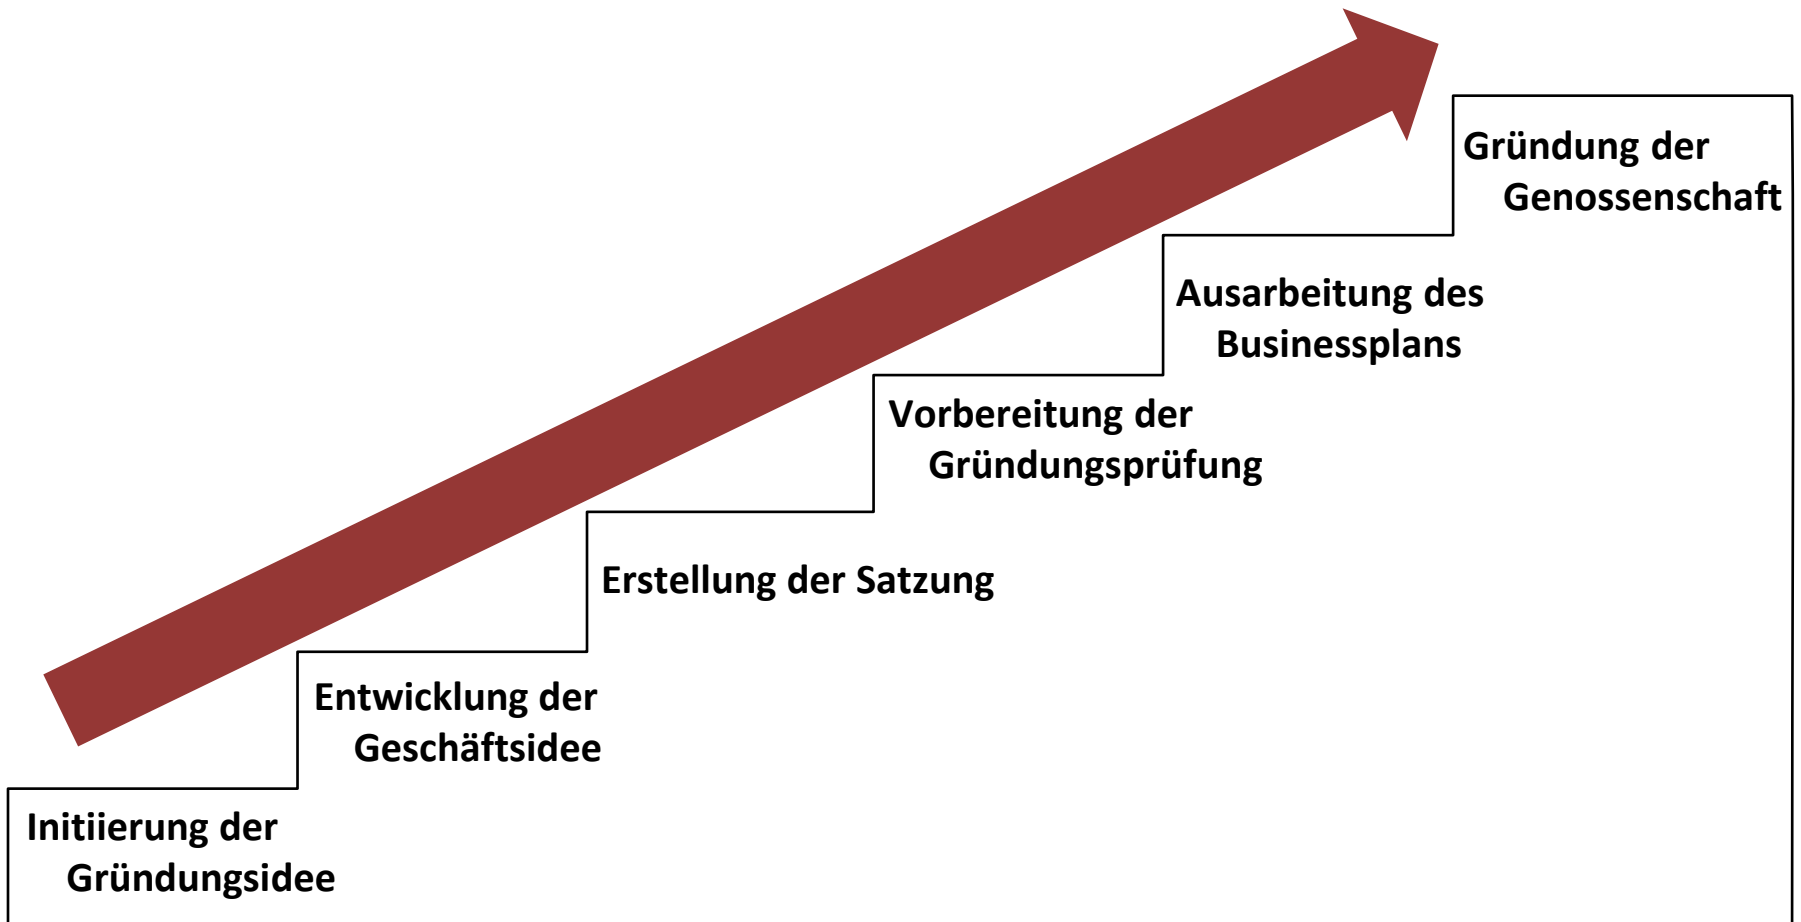 Gründung der
Genossenschaft
Ausarbeitung des
Businessplans
Vorbereitung der
Gründungsprüfung
Erstellung der Satzung
Entwicklung der
Geschäftsidee
Initiierung der
Gründungsidee